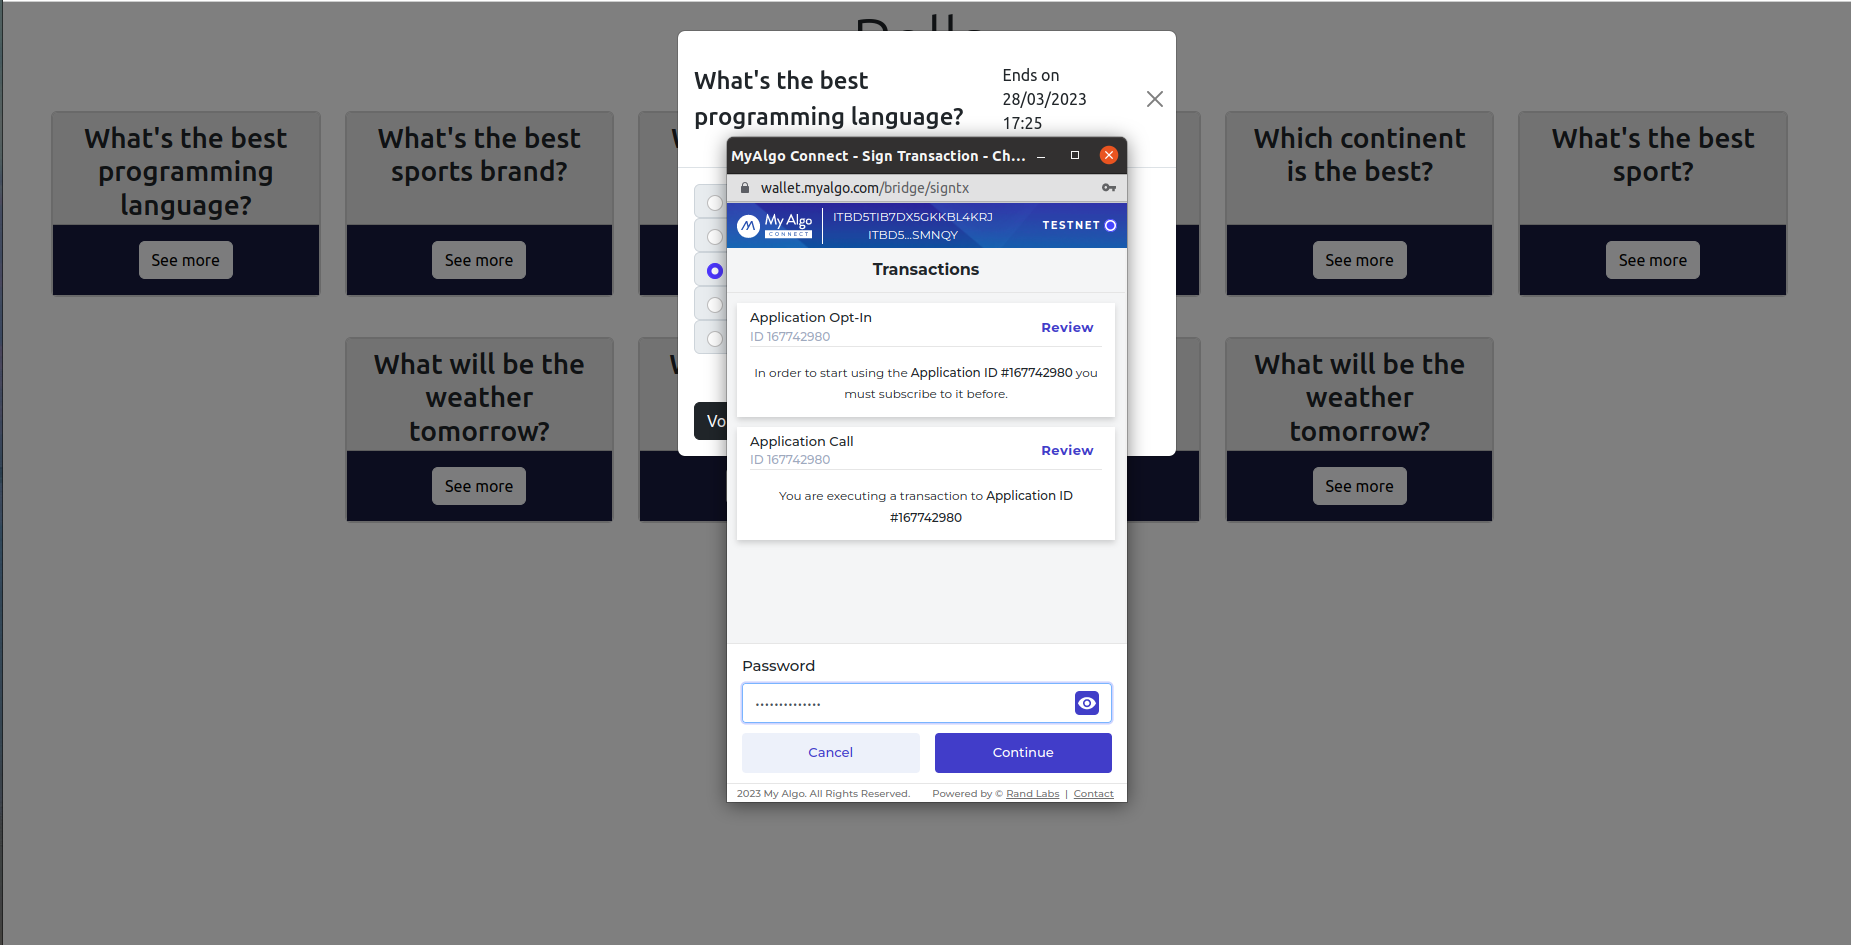 What's the best
programming language?
Ends on
28/03/2023
17:25
What's the best
programming
language?
See more
What's the best
sports brand?
See more
Which continent
is the best?
See more
What's the best
sport?
See more
What will be the
weather
tomorrow?
See more
What will be the
weather
tomorrow?
See more
MyAlgo Connect - Sign Transaction - Ch...
wallet.myalgo.com/bridge/signtx
My Algo
CONNECT
ITBD5TIB7DX5GKKBL4KRJ
ITBD5...SMNQY
TESTNET
Transactions
Application Opt-In
Review
ID 167742980
In order to start using the Application ID #167742980 you
must subscribe to it before.
Application Call
Review
ID 167742980
You are executing a transaction to Application ID
#167742980
Password
Cancel
Continue
2023 My Algo. All Rights Reserved.
Powered by © Rand Labs | Contact